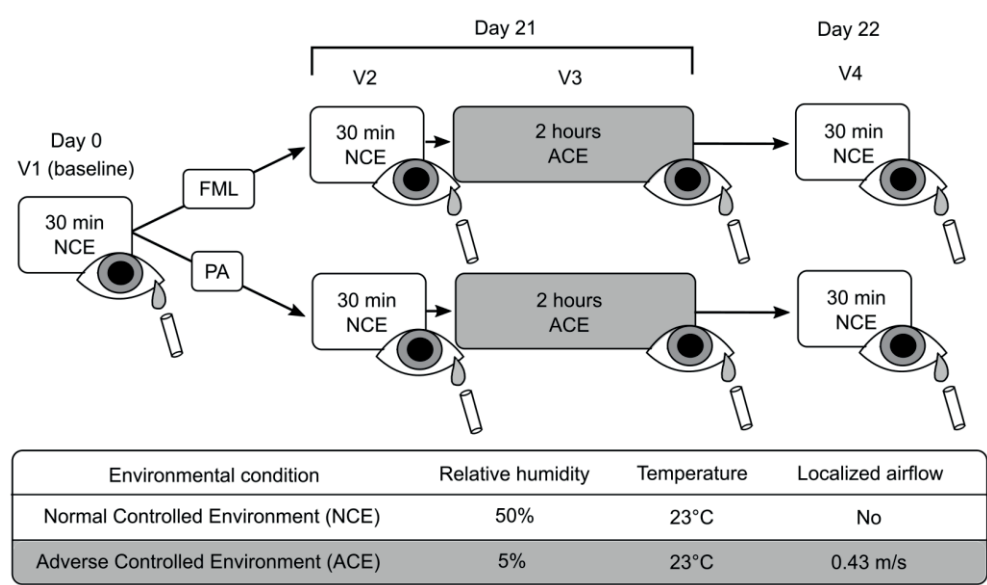 Day 21
Day 22
V2
V3
V4
Day 0
V1 (baseline)
30 min
NCE
FML
PA
30 min
NCE
2 hours
ACE
30 min
NCE
30 min
NCE
2 hours
ACE
30 min
NCE
Environmental condition Relative humidity Temperature Localized airflow
Normal Controlled Environment (NCE) 50% 23°C No
Adverse Controlled Environment (ACE) 5% 23°C 0.43 m/s